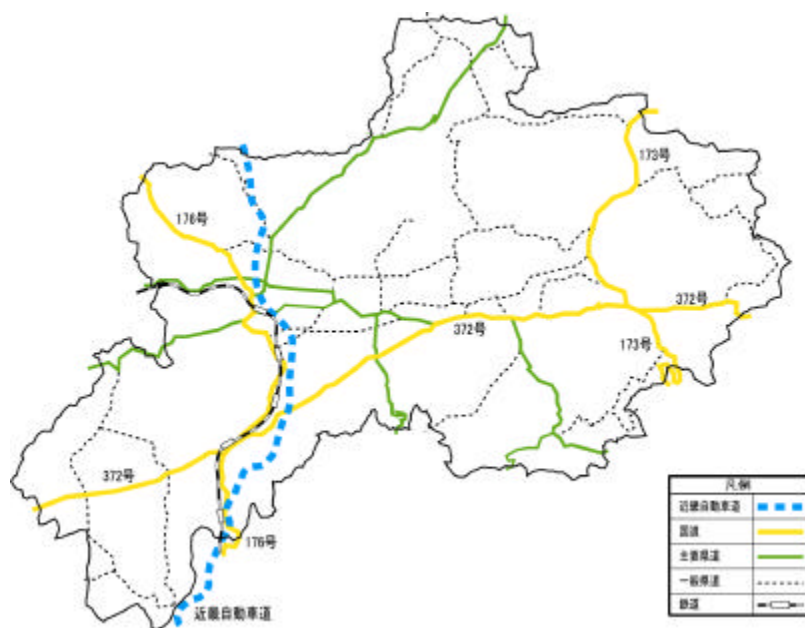 173号
176号
372号
372号
173号
372号
176号
近畿自動車道
凡例
近畿自動車道
国道
主要県道
一般県道
鉄道